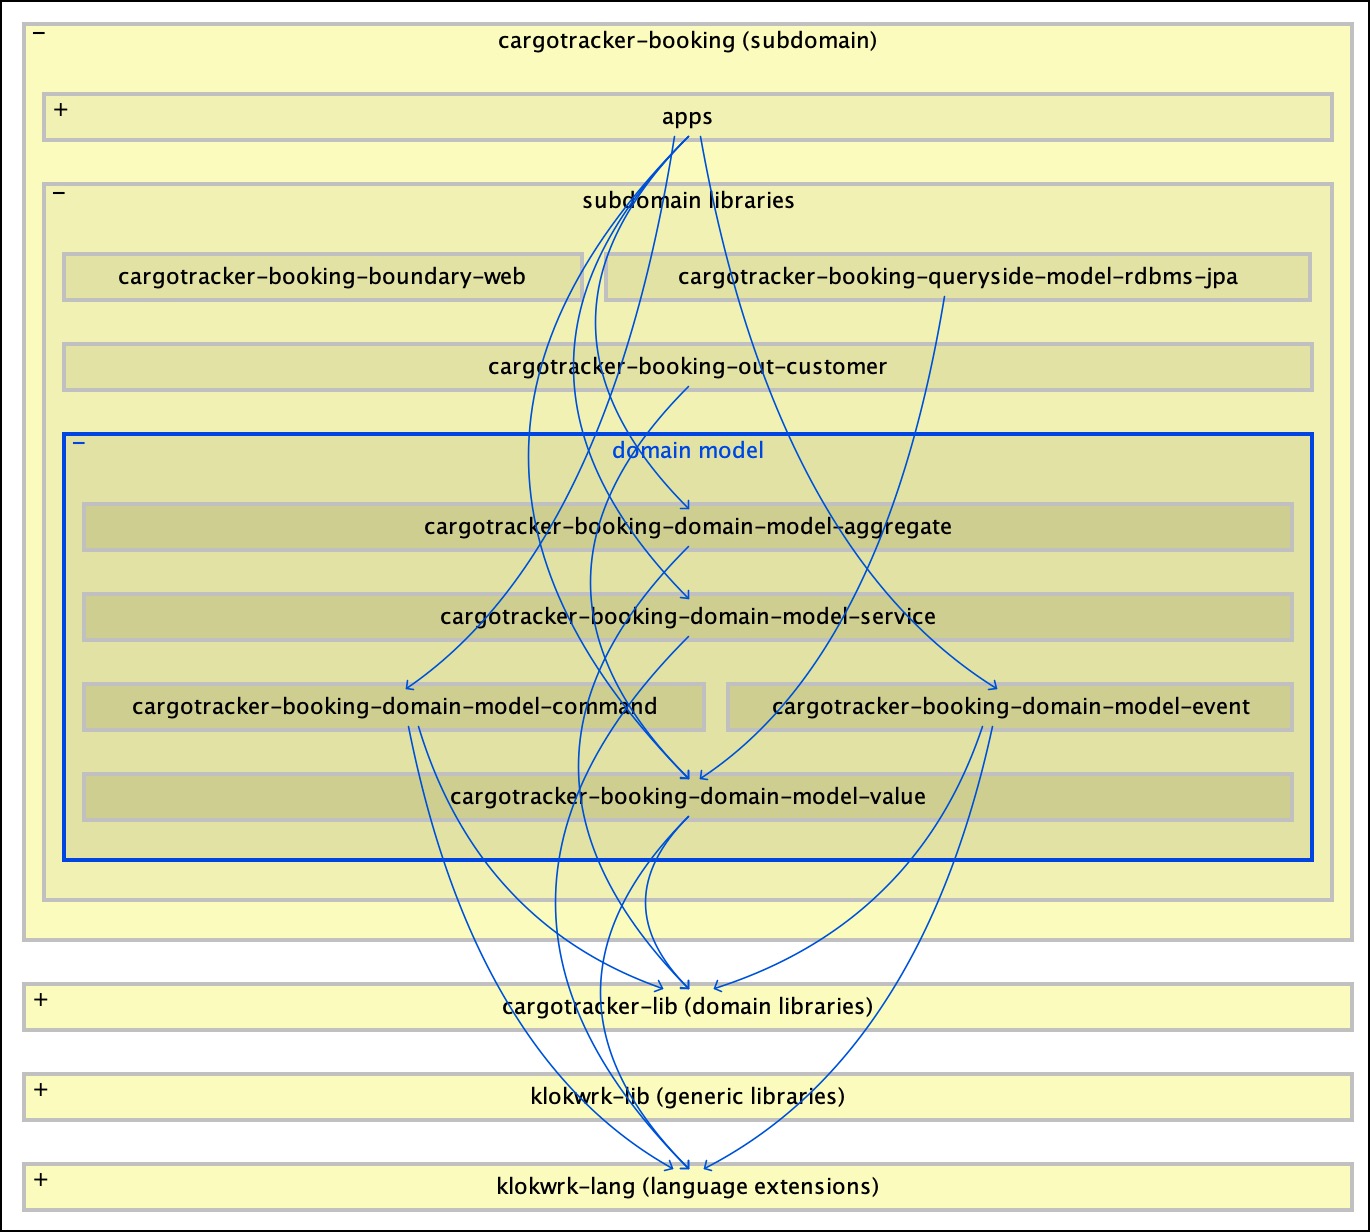 −
cargotracker-booking (subdomain)
+
apps
−
subdomain libraries
cargotracker-booking-boundary-web
cargotracker-booking-queryside-model-rdbms-jpa
cargotracker-booking-out-customer
−
domain model
cargotracker-booking-domain-model-aggregate
cargotracker-booking-domain-model-service
cargotracker-booking-domain-model-command
cargotracker-booking-domain-model-event
cargotracker-booking-domain-model-value
+
cargotracker-lib (domain libraries)
+
klokwrk-lib (generic libraries)
+
klokwrk-lang (language extensions)